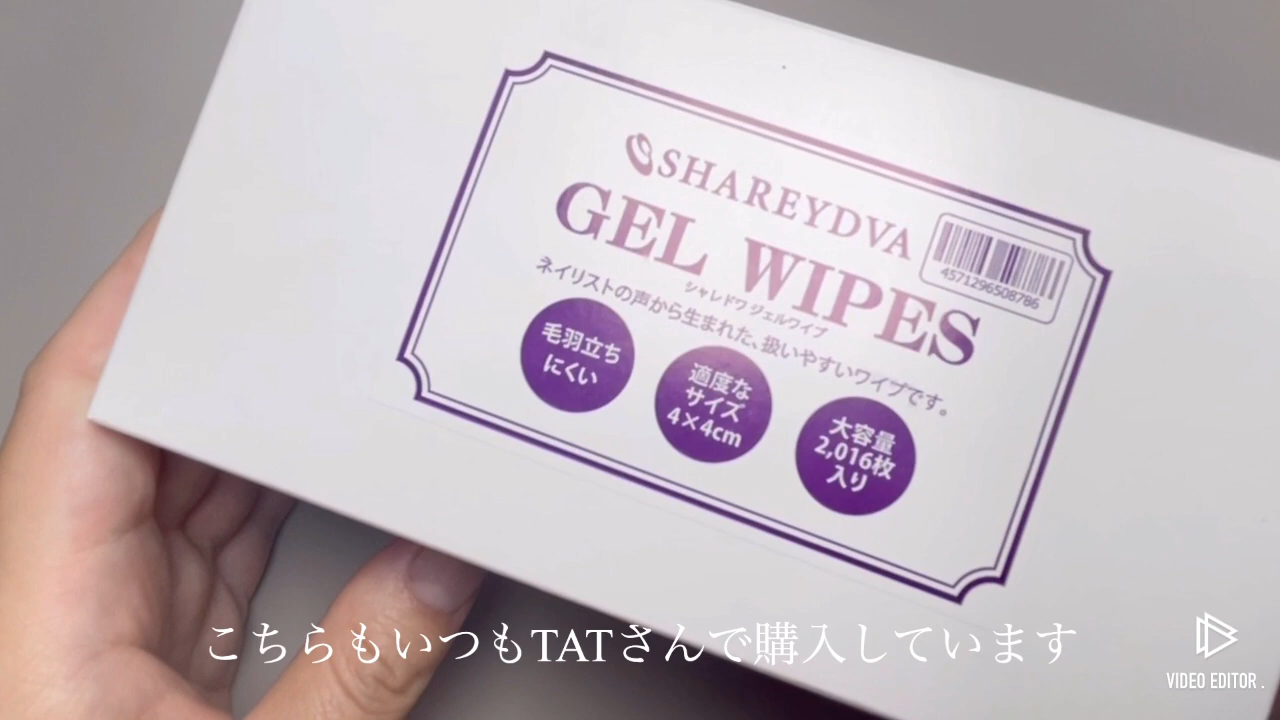 SHAREYDVA
GEL WIPES
シャレドワ ジェルワイプ
ネイリストの声から生まれた、扱いやすいワイプです。
4571296508786
毛羽立ち
にくい
適度な
サイズ
4×4cm
大容量
2,016枚
入り
こちらもいつもTATさんで購入しています
VIDEO EDITOR .